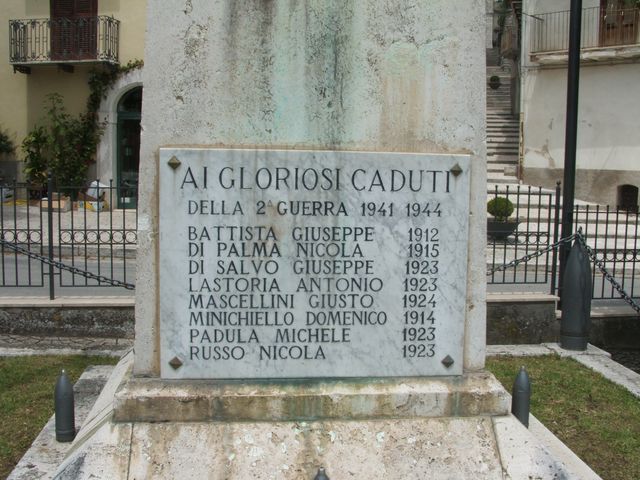 AI GLORIOSI CADUTI
DELLA 2ª GUERRA 1941 1944
BATTISTA GIUSEPPE 1912
DI PALMA NICOLA 1915
DI SALVO GIUSEPPE 1923
LASTORIA ANTONIO 1923
MASCELLINI GIUSTO 1924
MINICHIELLO DOMENICO 1914
PADULA MICHELE 1923
RUSSO NICOLA 1923